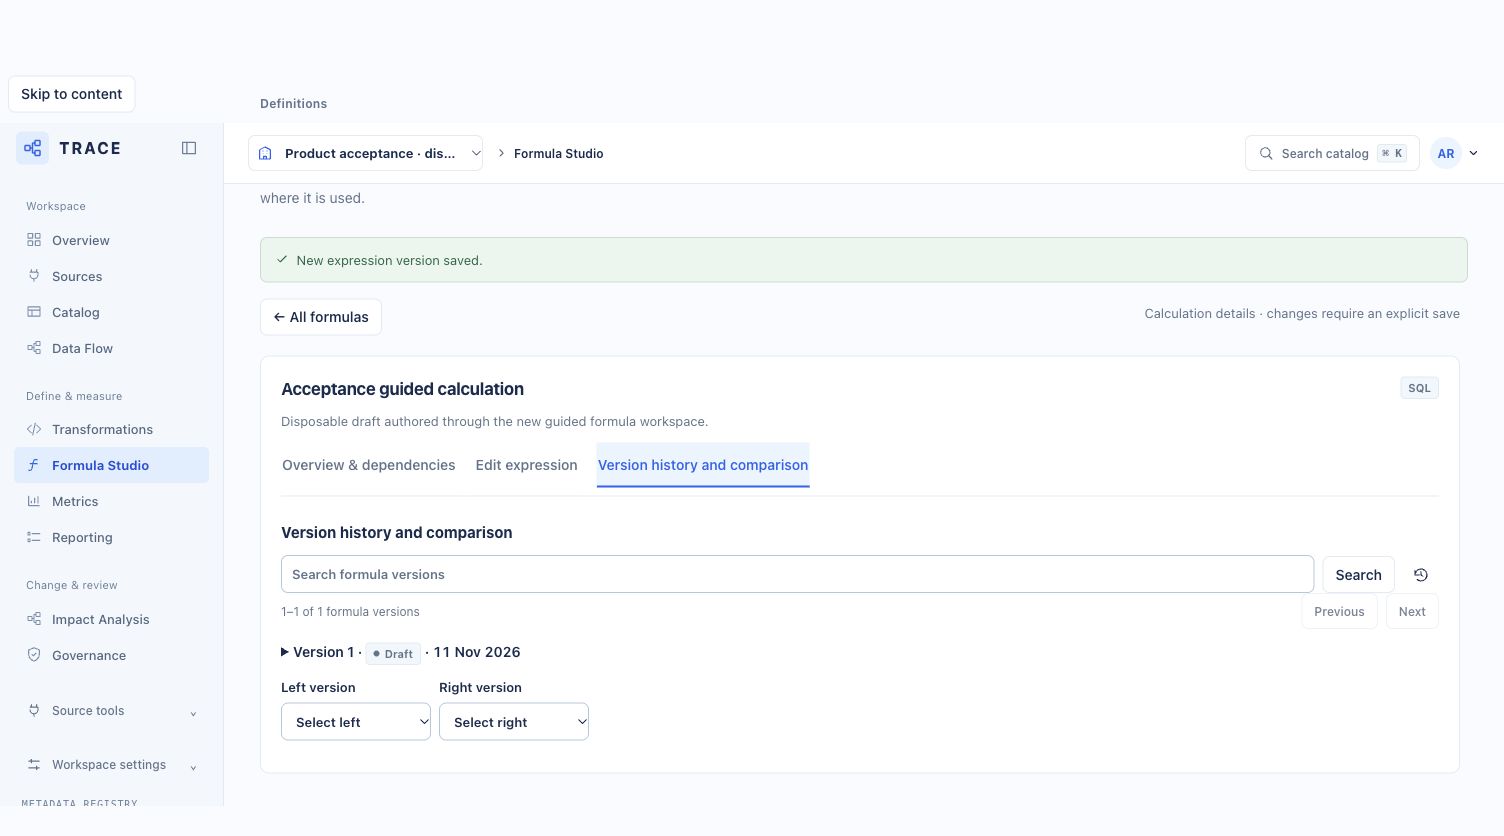 Skip to content
Definitions
TRACE
Product acceptance · dis...
Formula Studio
Search catalog
⌘ K
AR
Workspace
Overview
Sources
Catalog
Data Flow
Define & measure
Transformations
Formula Studio
Metrics
Reporting
Change & review
Impact Analysis
Governance
Source tools
Workspace settings
METADATA REGISTRY
where it is used.
New expression version saved.
← All formulas
Calculation details · changes require an explicit save
Acceptance guided calculation
SQL
Disposable draft authored through the new guided formula workspace.
Overview & dependencies
Edit expression
Version history and comparison
Version history and comparison
Search formula versions
Search
1–1 of 1 formula versions
Previous
Next
Version 1 · Draft · 11 Nov 2026
Left version
Right version
Select left
Select right